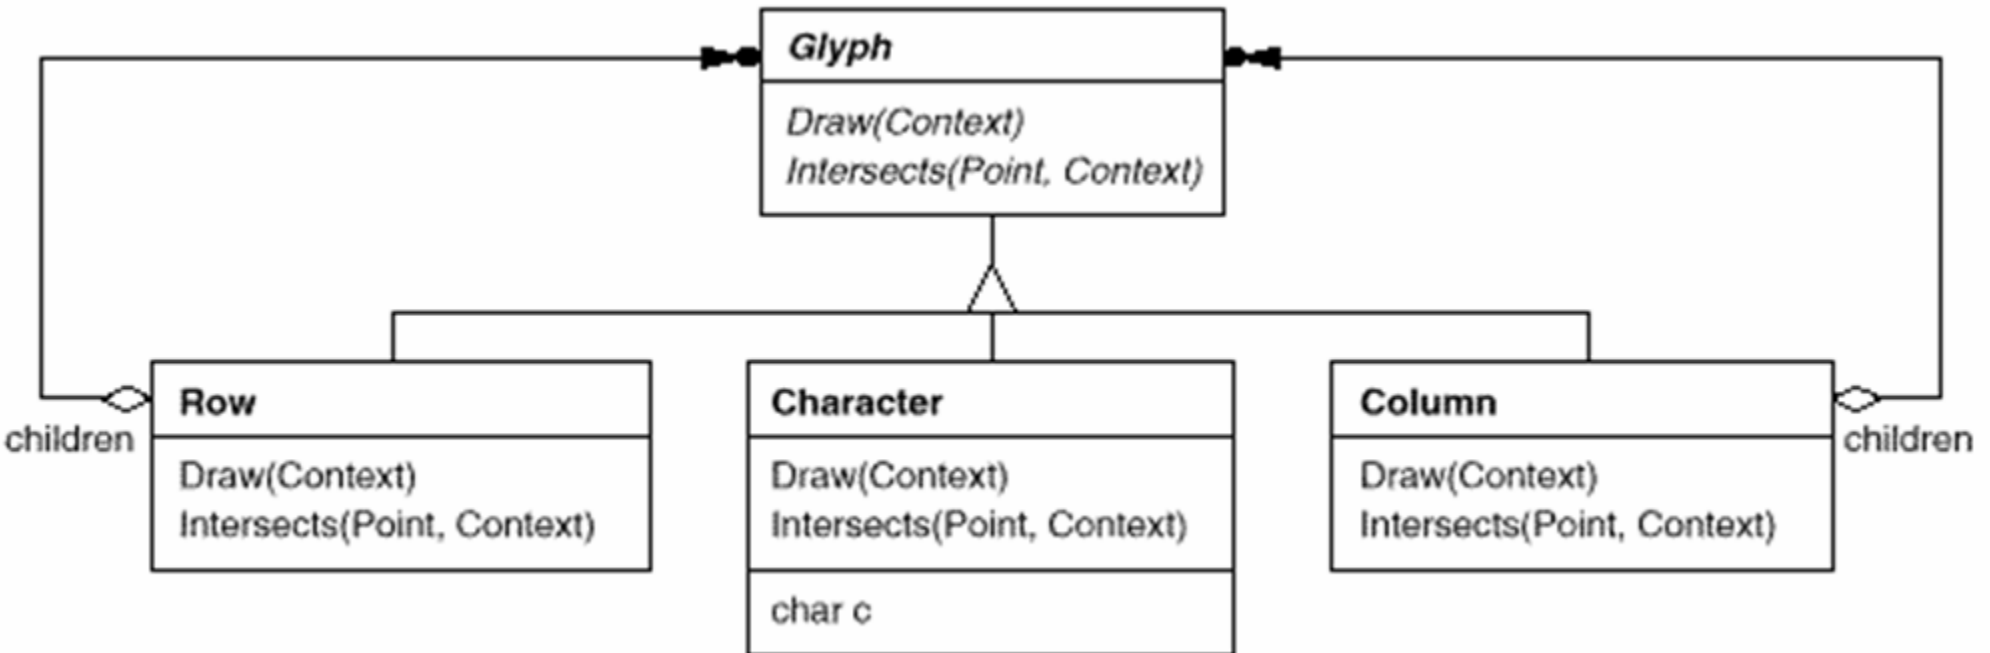 Glyph
Draw(Context)
Intersects(Point, Context)
children
Row
Draw(Context)
Intersects(Point, Context)
Character
Draw(Context)
Intersects(Point, Context)
char c
Column
Draw(Context)
Intersects(Point, Context)
children